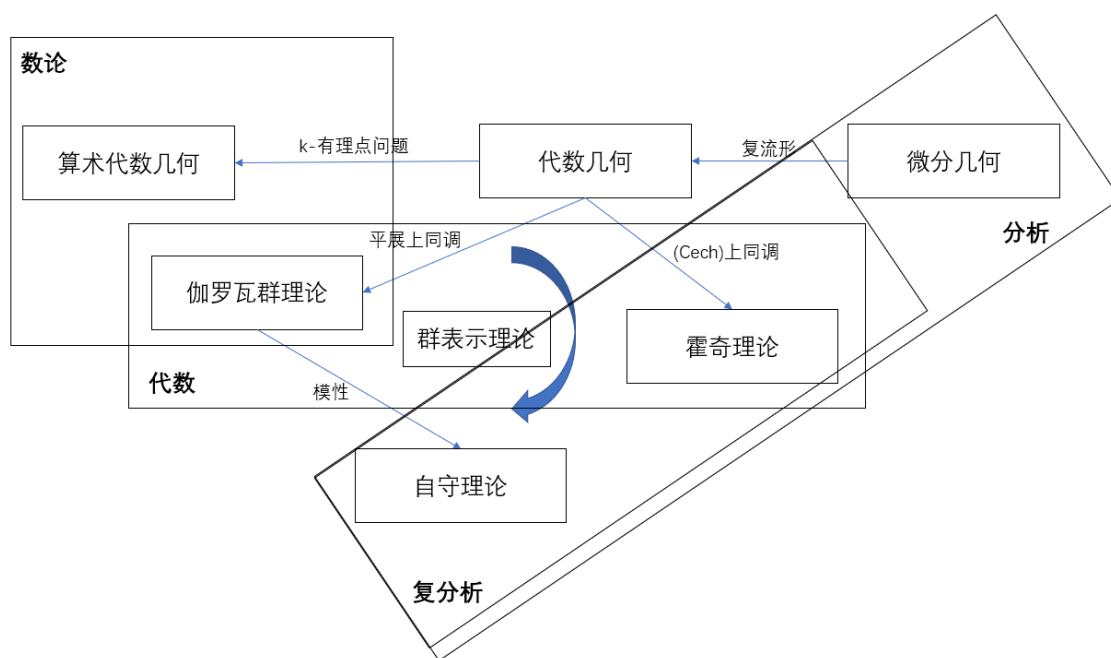 数论
算术代数几何
k-有理点问题
代数几何
复流形
微分几何
分析
平展上同调
(Cech)上同调
伽罗瓦群理论
群表示理论
霍奇理论
代数
模性
自守理论
复分析